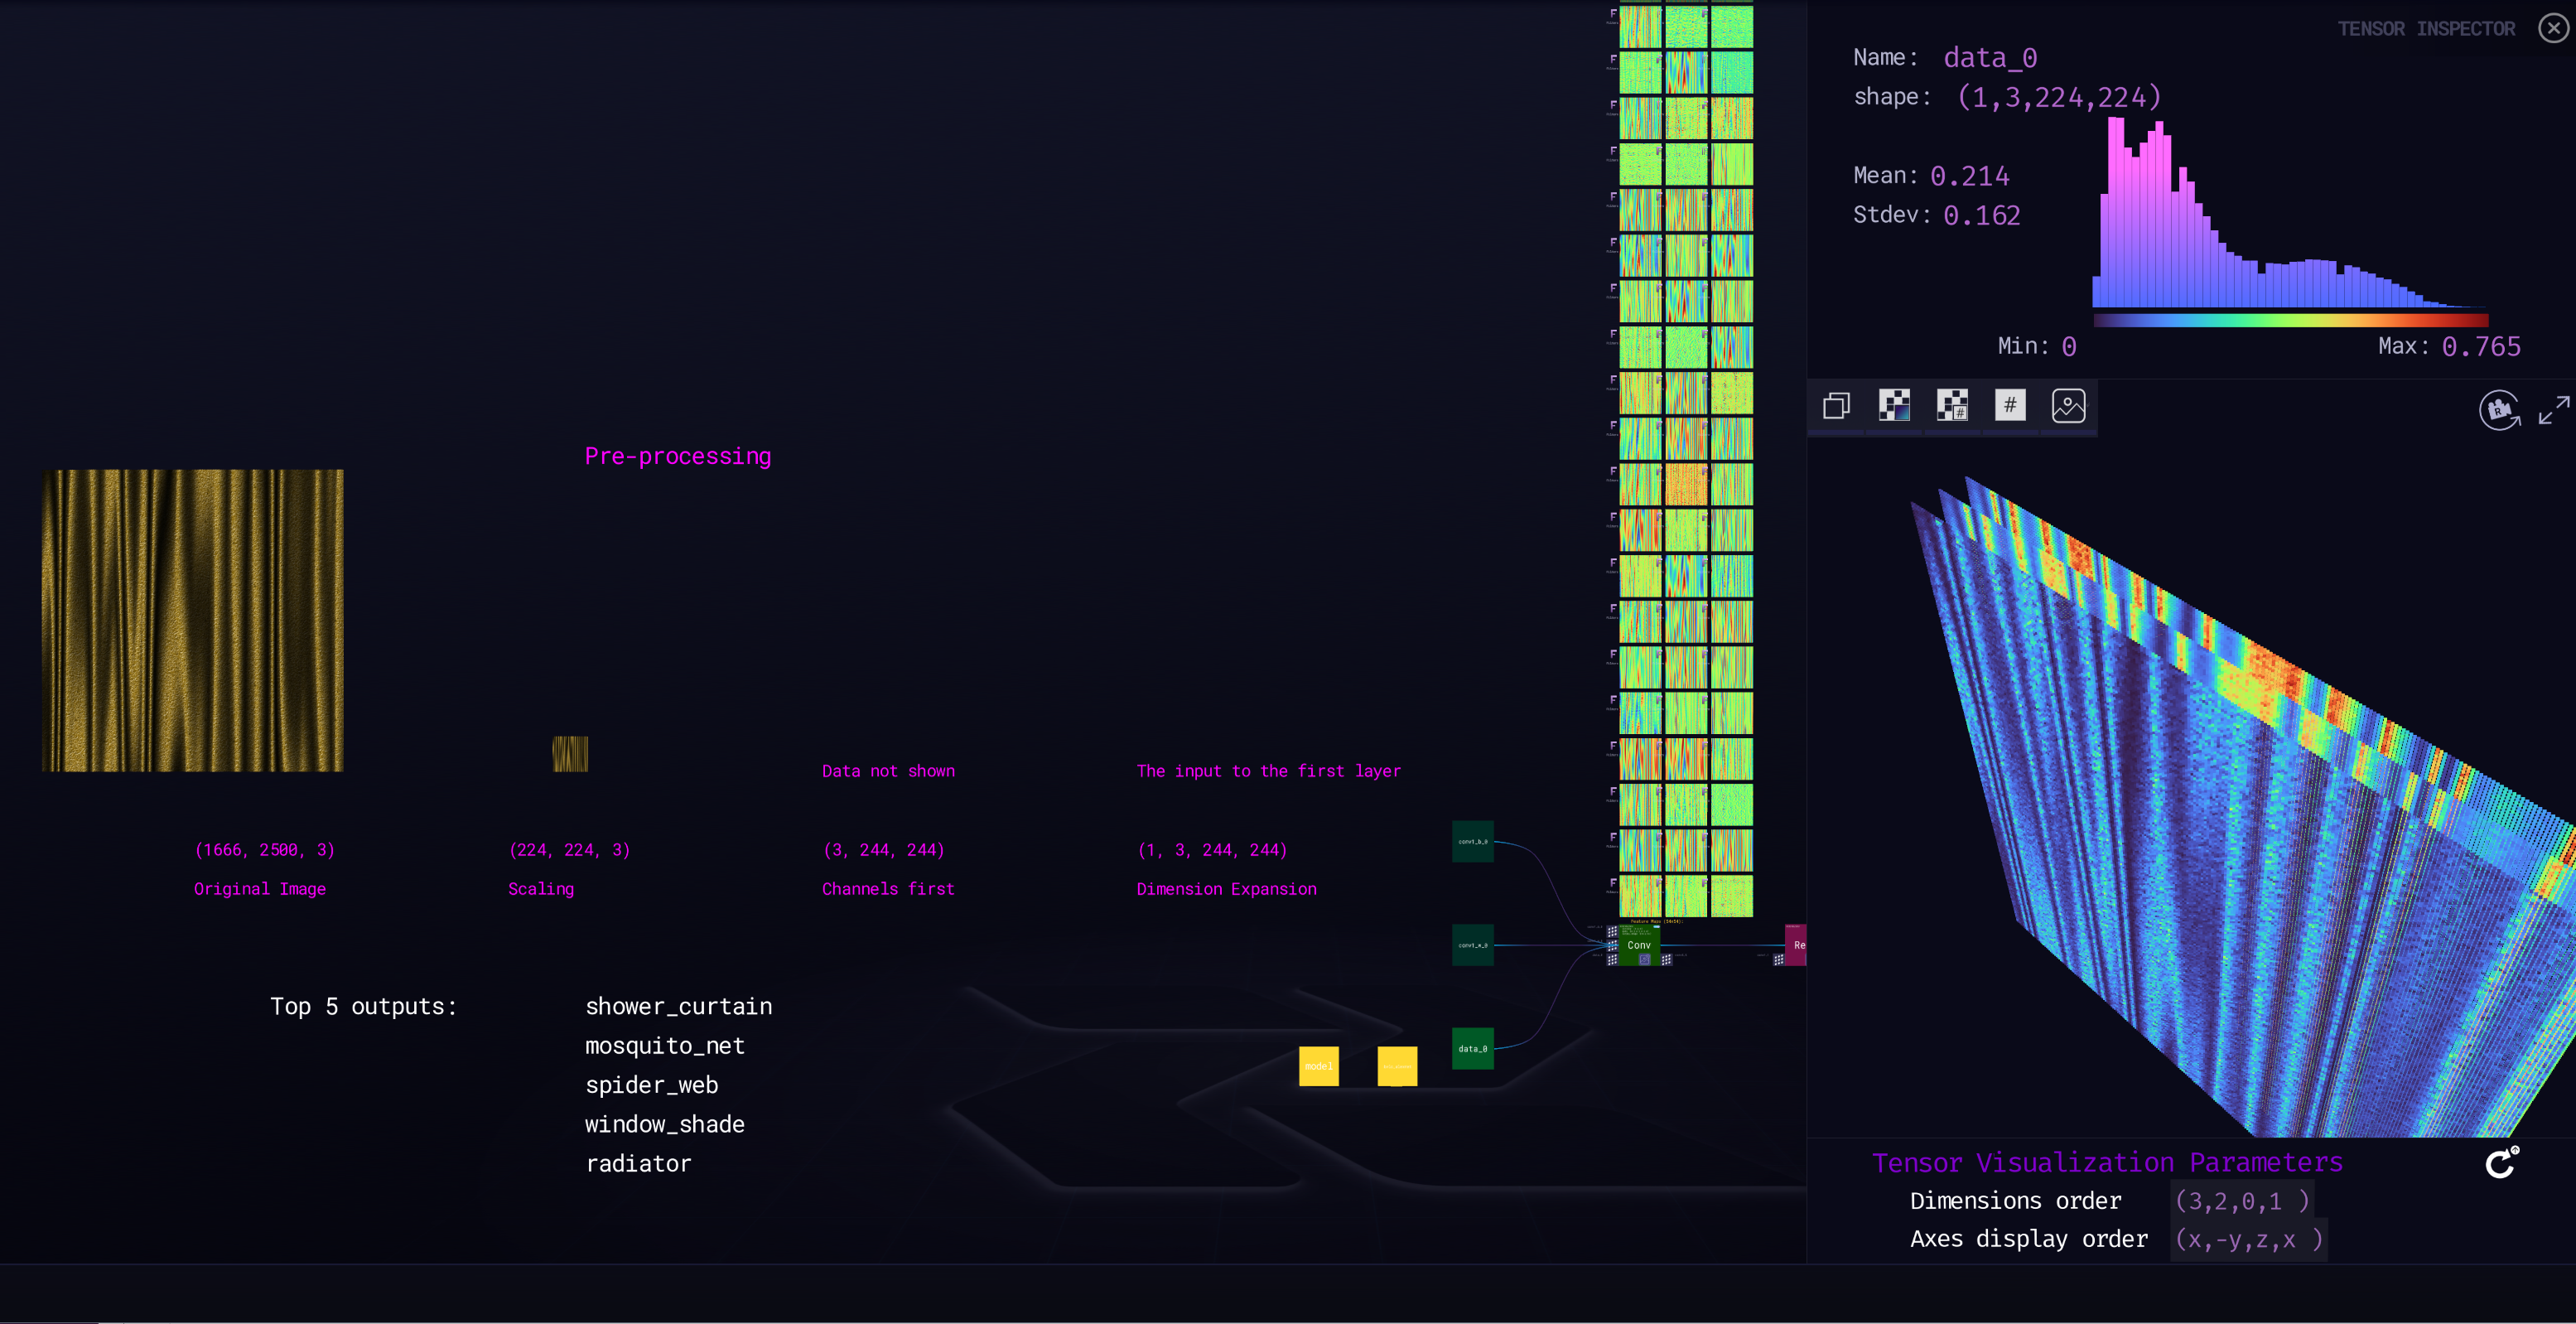 TENSOR INSPECTOR
Name: data_0
shape: (1,3,224,224)
Mean: 0.214
Stdev: 0.162
Min: 0
Max: 0.765
#
#
R
Pre-processing
Data not shown
The input to the first layer
(1666, 2500, 3)
(224, 224, 3)
(3, 244, 244)
(1, 3, 244, 244)
Original Image
Scaling
Channels first
Dimension Expansion
conv1_b_0
conv1_w_0
data_0
Feature Maps (54x54):
Conv
Re
model
Top 5 outputs:
shower_curtain
mosquito_net
spider_web
window_shade
radiator
Tensor Visualization Parameters
Dimensions order (3,2,0,1 )
Axes display order (x,-y,z,x )